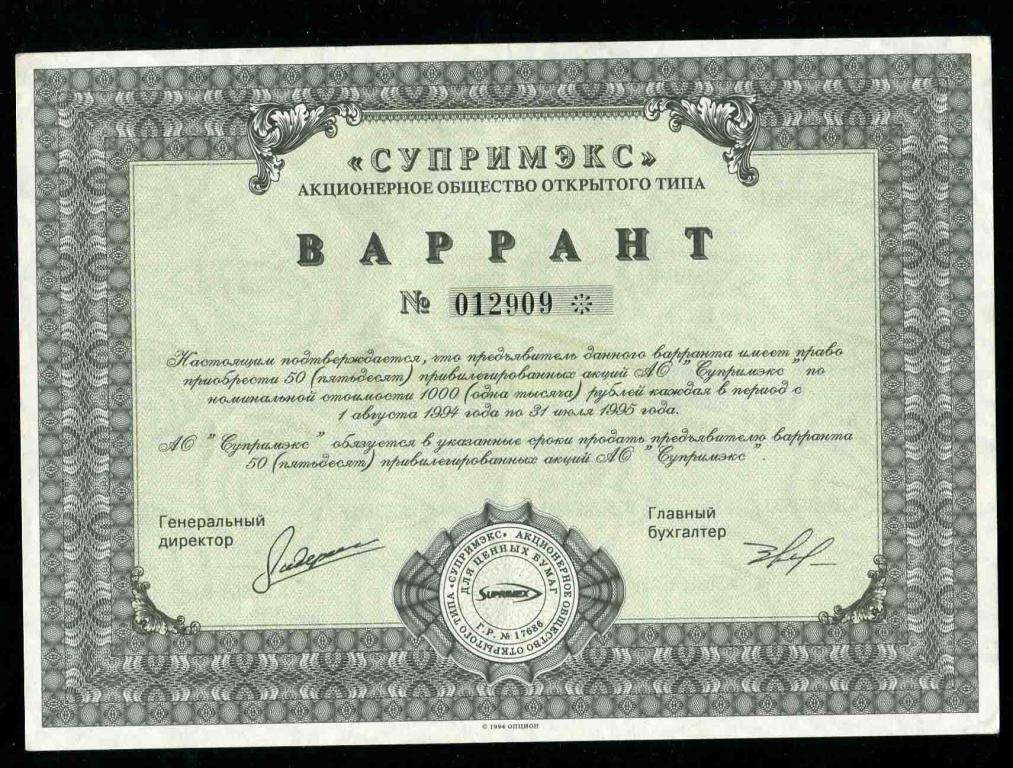 «СУПРИМЭКС»
АКЦИОНЕРНОЕ ОБЩЕСТВО ОТКРЫТОГО ТИПА
ВАРРАНТ
№ 012909 ※
Настоящим подтверждается, что предъявитель данного варранта имеет право
приобрести 50 (пятьдесят) привилегированных акций АО "Супримэкс" по
номинальной стоимости 1000 (одна тысяча) рублей каждая в период с
1 августа 1994 года по 31 июля 1995 года.
АО "Супримэкс" обязуется в указанные сроки продать предъявителю варранта
50 (пятьдесят) привилегированных акций АО "Супримэкс".
Генеральный
директор
Главный
бухгалтер
«СУПРИМЭКС» АКЦИОНЕРНОЕ ОБЩЕСТВО ОТКРЫТОГО ТИПА
ДЛЯ ЦЕННЫХ БУМАГ
SUPRIMEX
Г.Р. № 17686
© 1994 ОПЦИОН